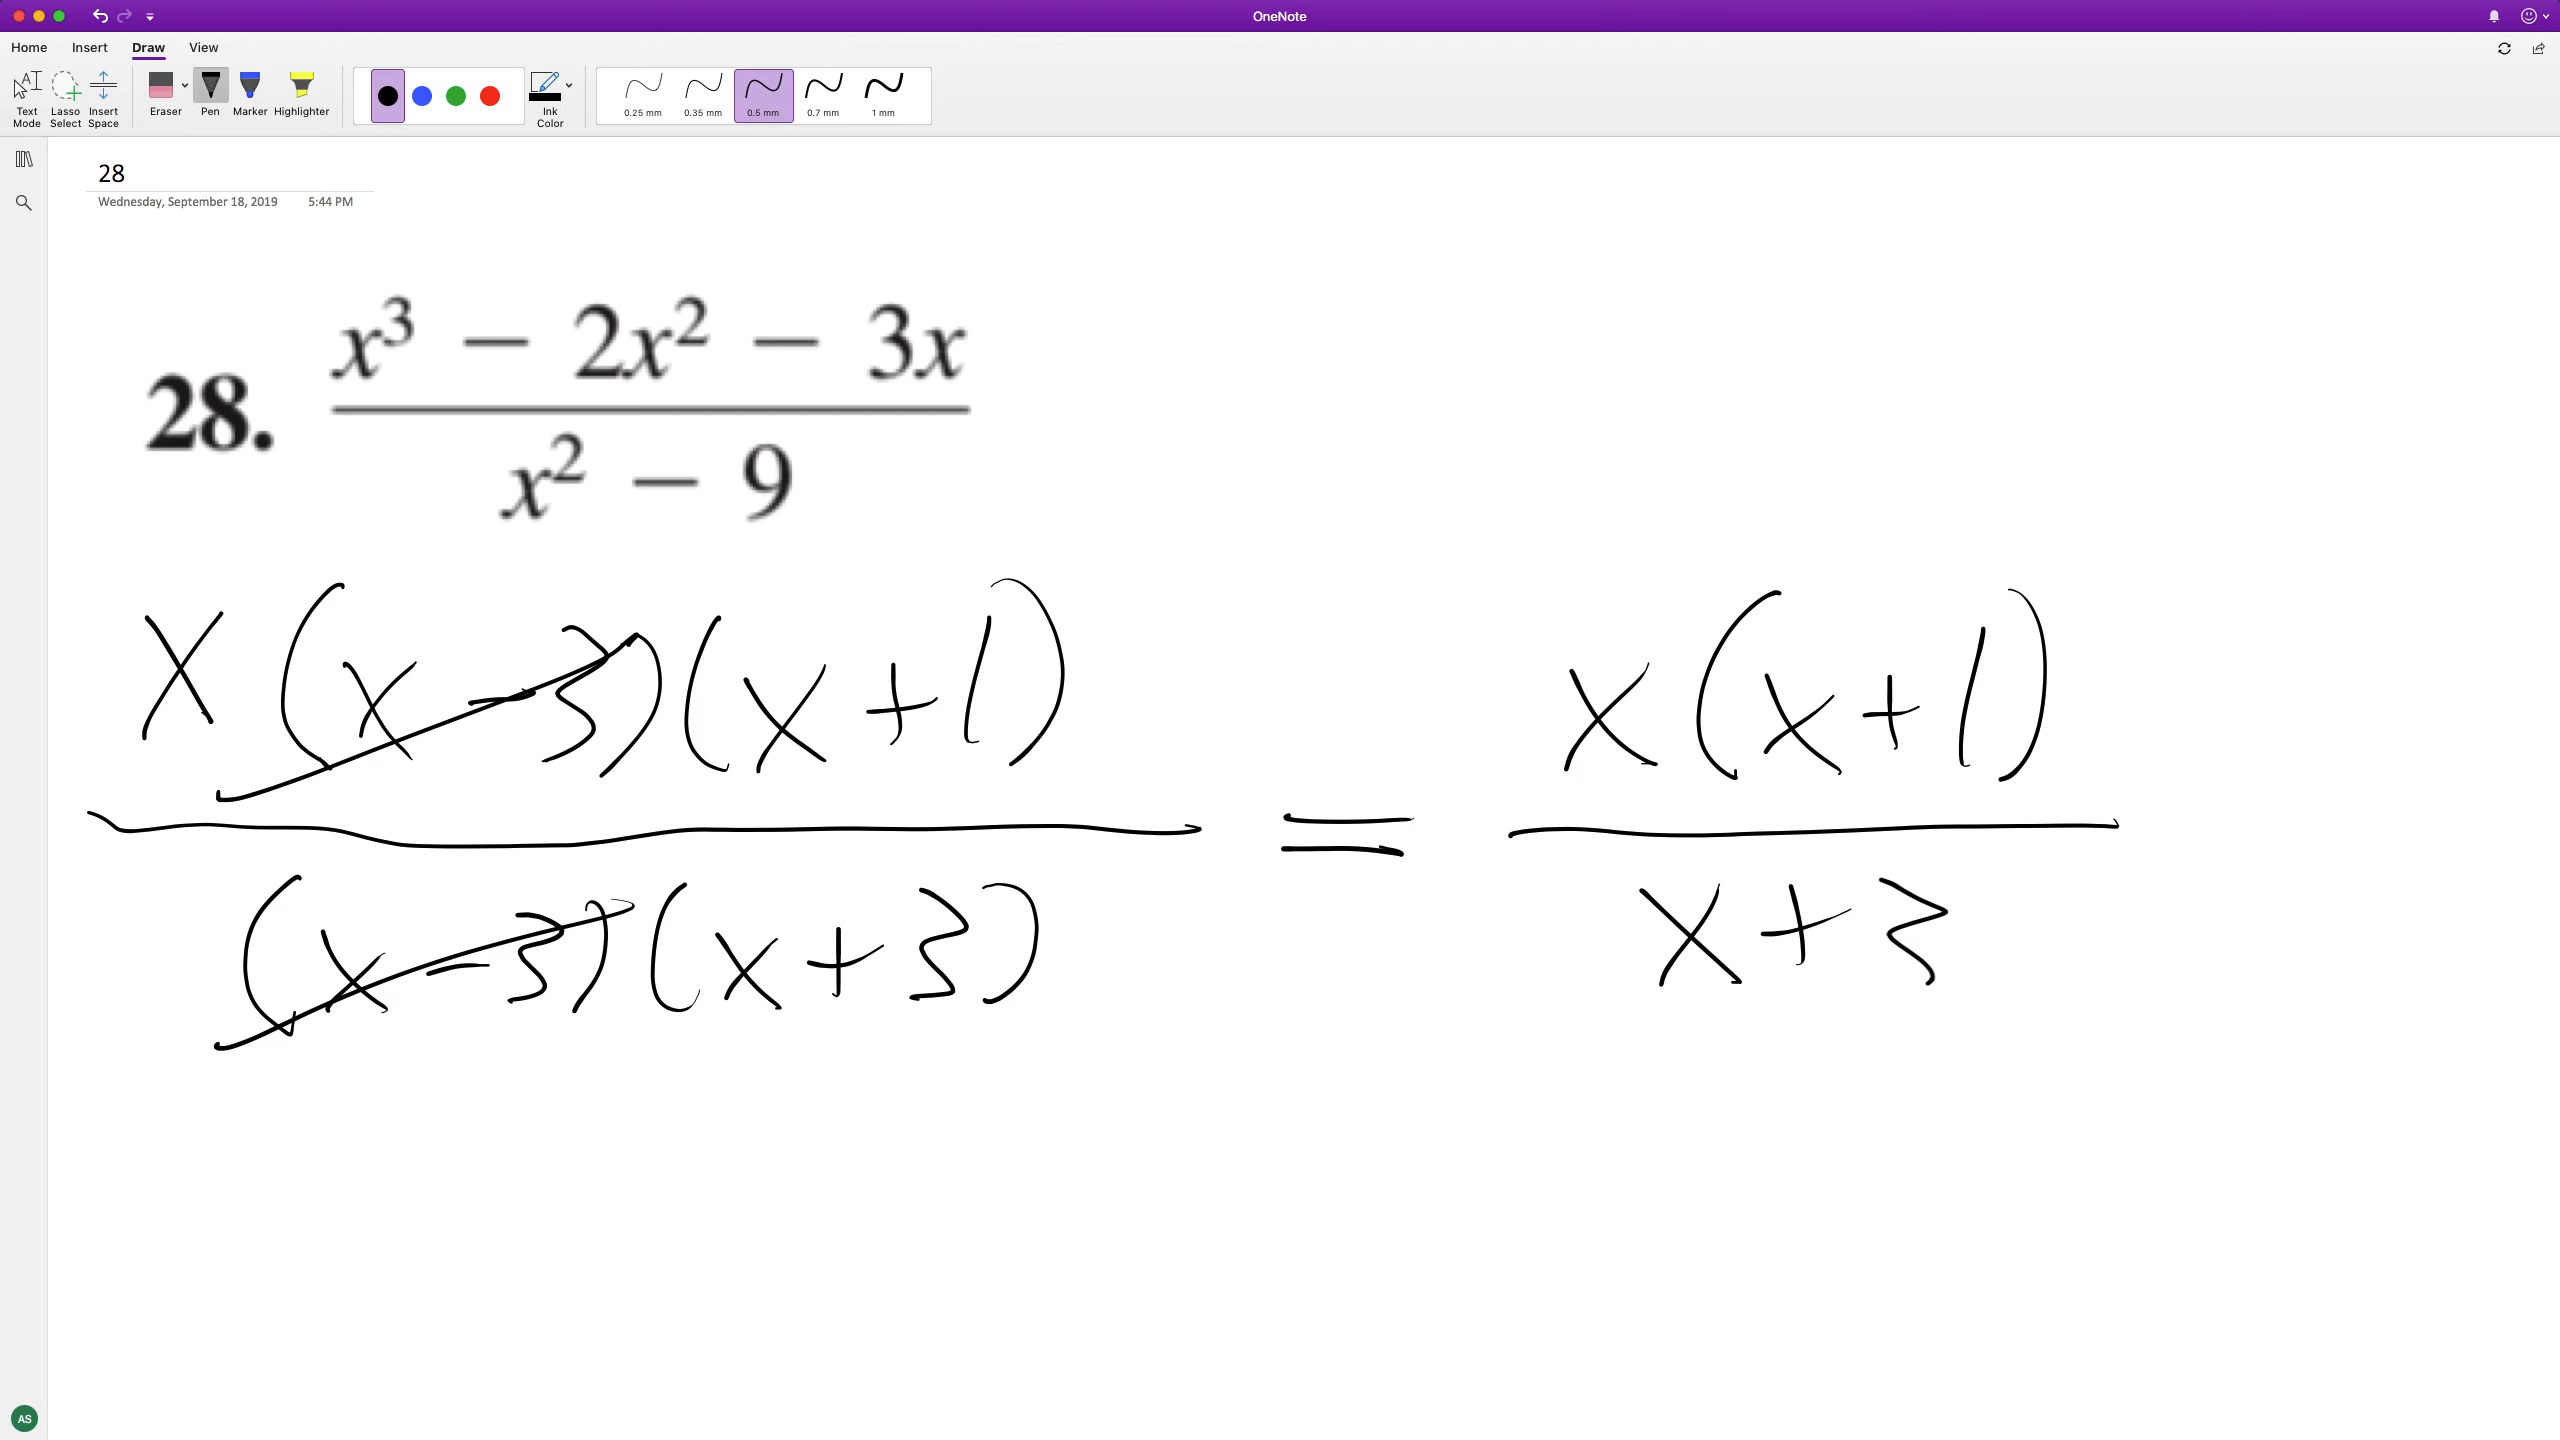 OneNote
Home Insert Draw View
Text Mode Lasso Select Insert Space Eraser Pen Marker Highlighter Ink Color 0.25 mm 0.35 mm 0.5 mm 0.7 mm 1 mm
28
Wednesday, September 18, 2019 5:44 PM
x³ − 2x² − 3x
28.
x² − 9
x(x-3)(x+1)
x(x+1)
=
(x-3)(x+3)
x+3
AS